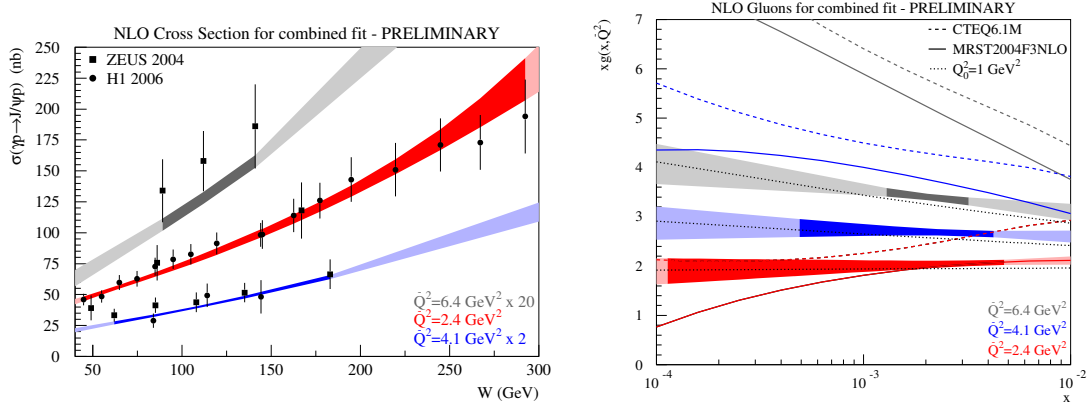 NLO Cross Section for combined fit - PRELIMINARY
σ(γp→J/ψp) (nb)
250
225
200
175
150
125
100
75
50
25
0
ZEUS 2004
H1 2006
Q̄²=6.4 GeV² x 20
Q̄²=2.4 GeV²
Q̄²=4.1 GeV² x 2
50 100 150 200 250 300
W (GeV)
NLO Gluons for combined fit - PRELIMINARY
xg(x,Q̄²)
7
6
5
4
3
2
1
0
CTEQ6.1M
MRST2004F3NLO
Q₀²=1 GeV²
Q̄²=6.4 GeV²
Q̄²=4.1 GeV²
Q̄²=2.4 GeV²
10⁻⁴ 10⁻³ 10⁻²
x